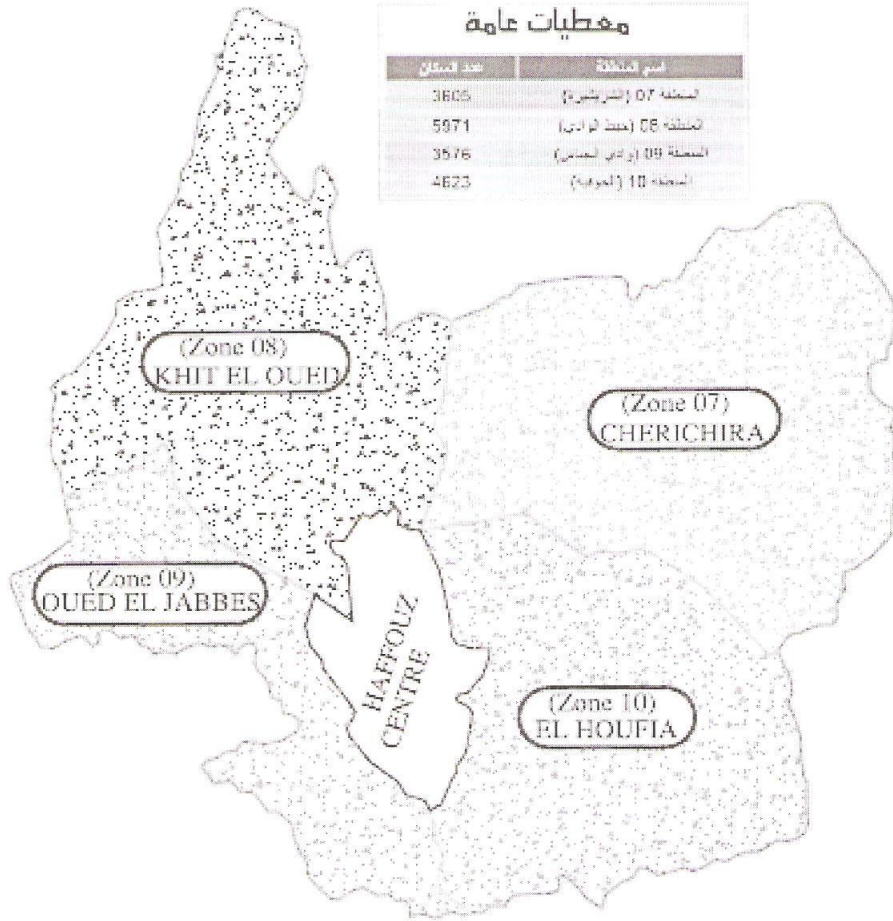 معطيات عامة
اسم المنطقة عدد السكان
المنطقة 07 (الشريشيرة) 3605
المنطقة 08 (خيط الوادي) 5971
المنطقة 09 (وادي الجباس) 3576
المنطقة 10 (الحوفية) 4623
(Zone 08)
KHIT EL OUED
(Zone 07)
CHERICHIRA
(Zone 09)
OUED EL JABBES
HAFFOUZ
CENTRE
(Zone 10)
EL HOUFIA